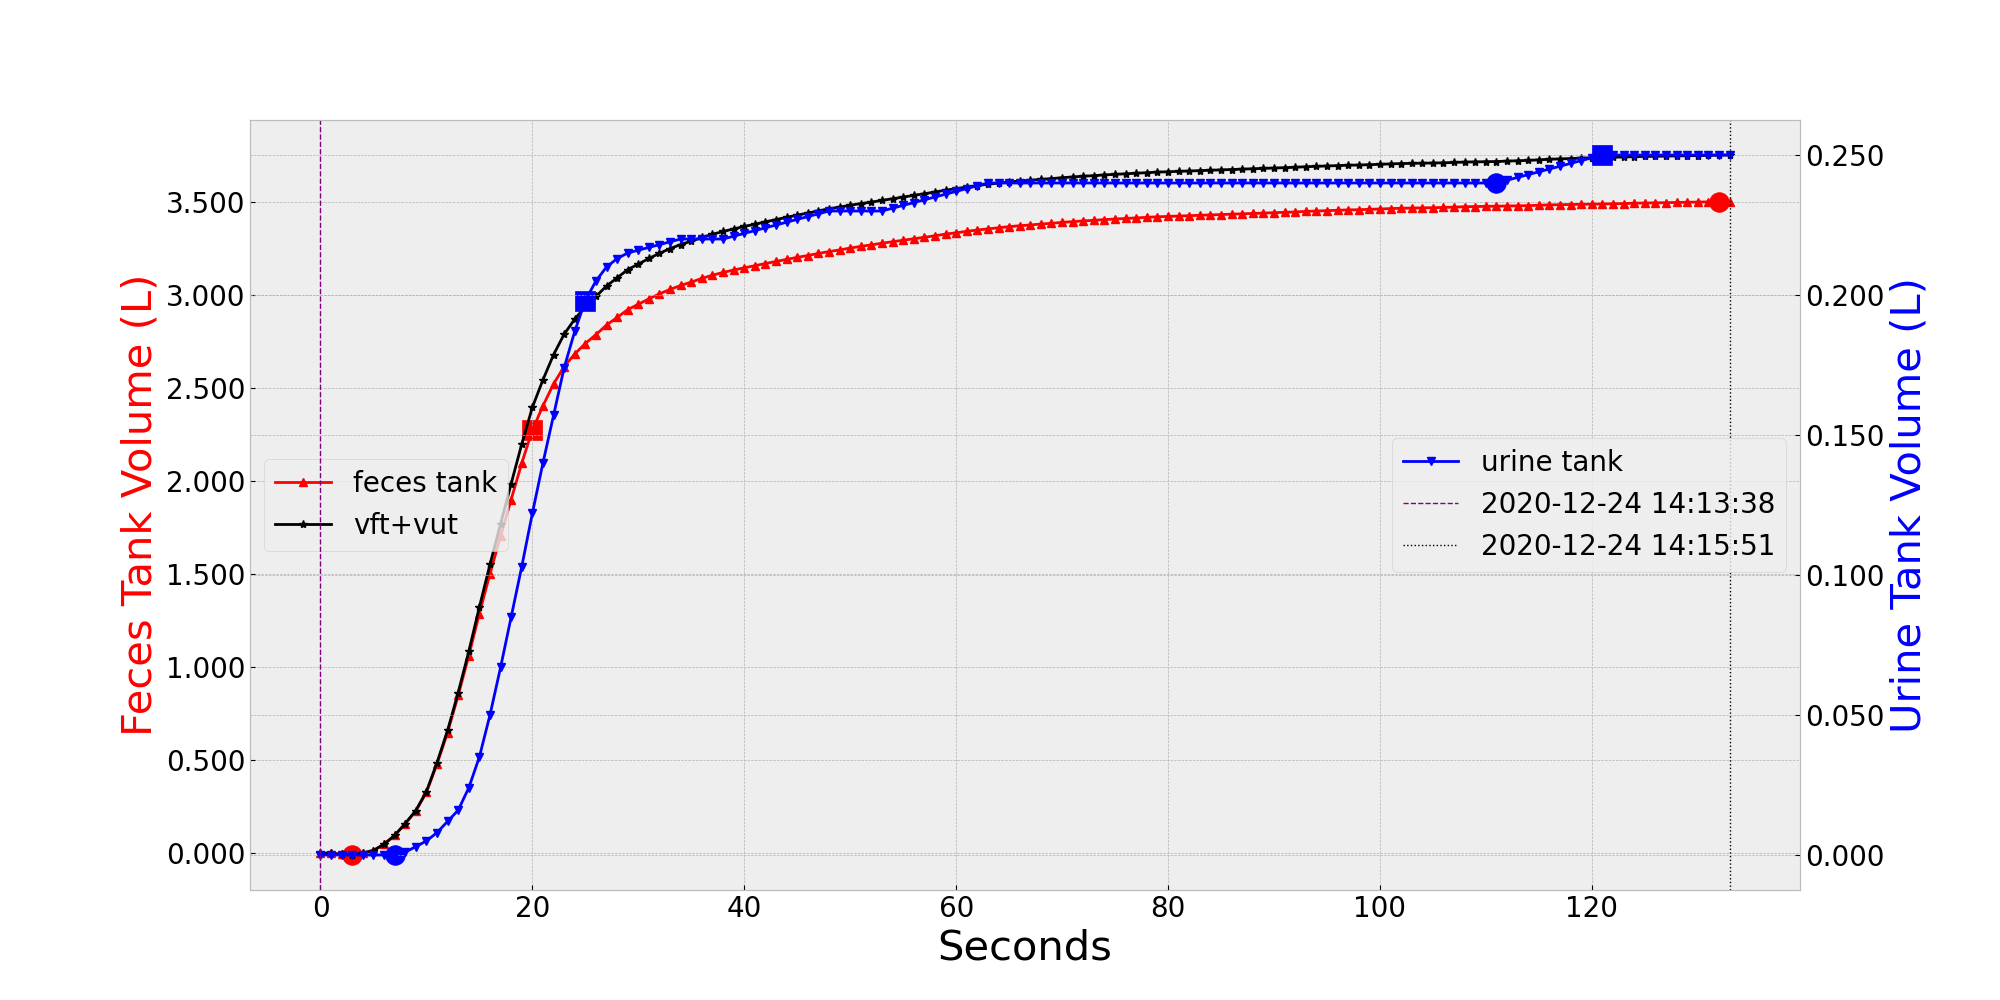 Feces Tank Volume (L)
3.500
3.000
2.500
2.000
1.500
1.000
0.500
0.000
feces tank
vft+vut
urine tank
2020-12-24 14:13:38
2020-12-24 14:15:51
0.250
0.200
0.150
0.100
0.050
0.000
Urine Tank Volume (L)
0 20 40 60 80 100 120
Seconds